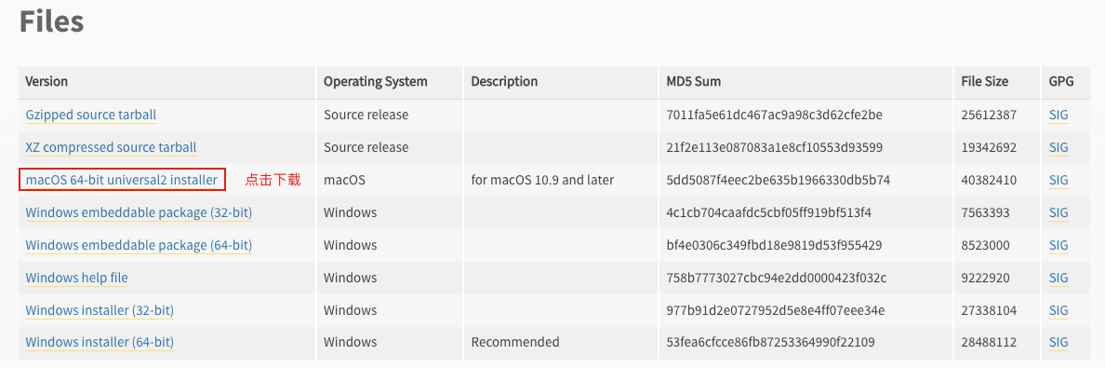 Files
Version Operating System Description MD5 Sum File Size GPG
Gzipped source tarball Source release 7011fa5e61dc467ac9a98c3d62cfe2be 25612387 SIG
XZ compressed source tarball Source release 21f2e113e087083a1e8cf10553d93599 19342692 SIG
macOS 64-bit universal2 installer 点击下载 macOS for macOS 10.9 and later 5dd5087f4eec2be635b1966330db5b74 40382410 SIG
Windows embeddable package (32-bit) Windows 4c1cb704caafdc5cbf05ff919bf513f4 7563393 SIG
Windows embeddable package (64-bit) Windows bf4e0306c349fbd18e9819d53f955429 8523000 SIG
Windows help file Windows 758b7773027cbc94e2dd0000423f032c 9222920 SIG
Windows installer (32-bit) Windows 977b91d2e0727952d5e8e4ff07eee34e 27338104 SIG
Windows installer (64-bit) Windows Recommended 53fea6cfcce86fb87253364990f22109 28488112 SIG